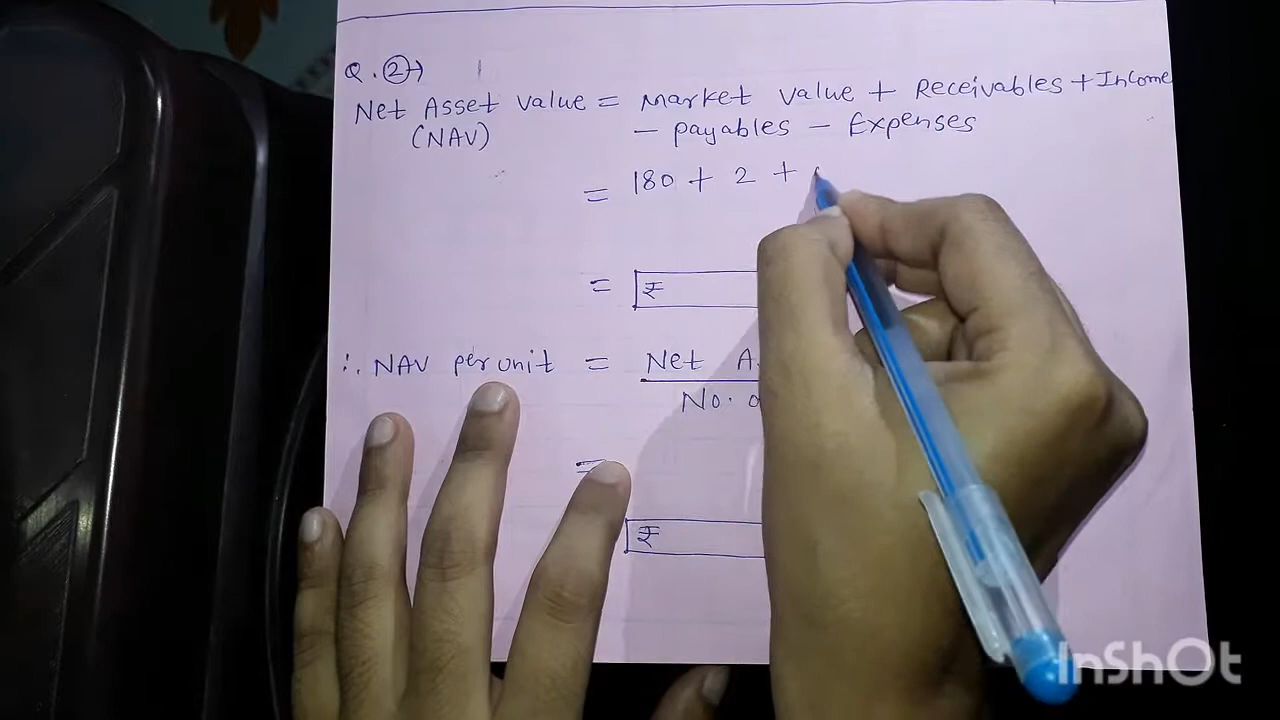 Q. 2→
Net Asset Value = Market Value + Receivables + Income
(NAV) - payables - Expenses
= 180 + 2 +
= ₹
∴ NAV per unit = Net
No.
=
₹
InShOt